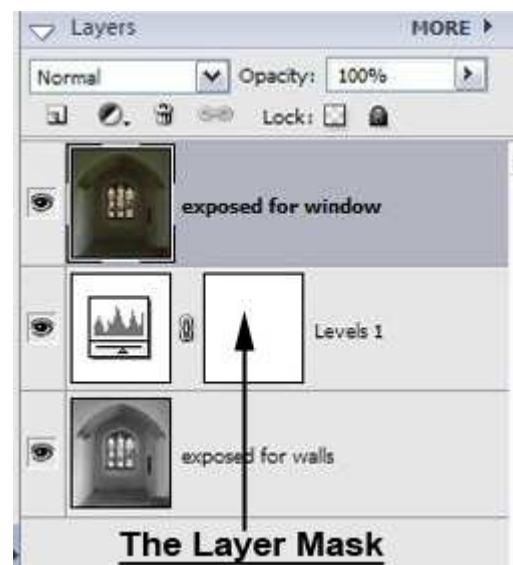 Layers MORE
Normal Opacity: 100%
Lock:
exposed for window
Levels 1
exposed for walls
The Layer Mask